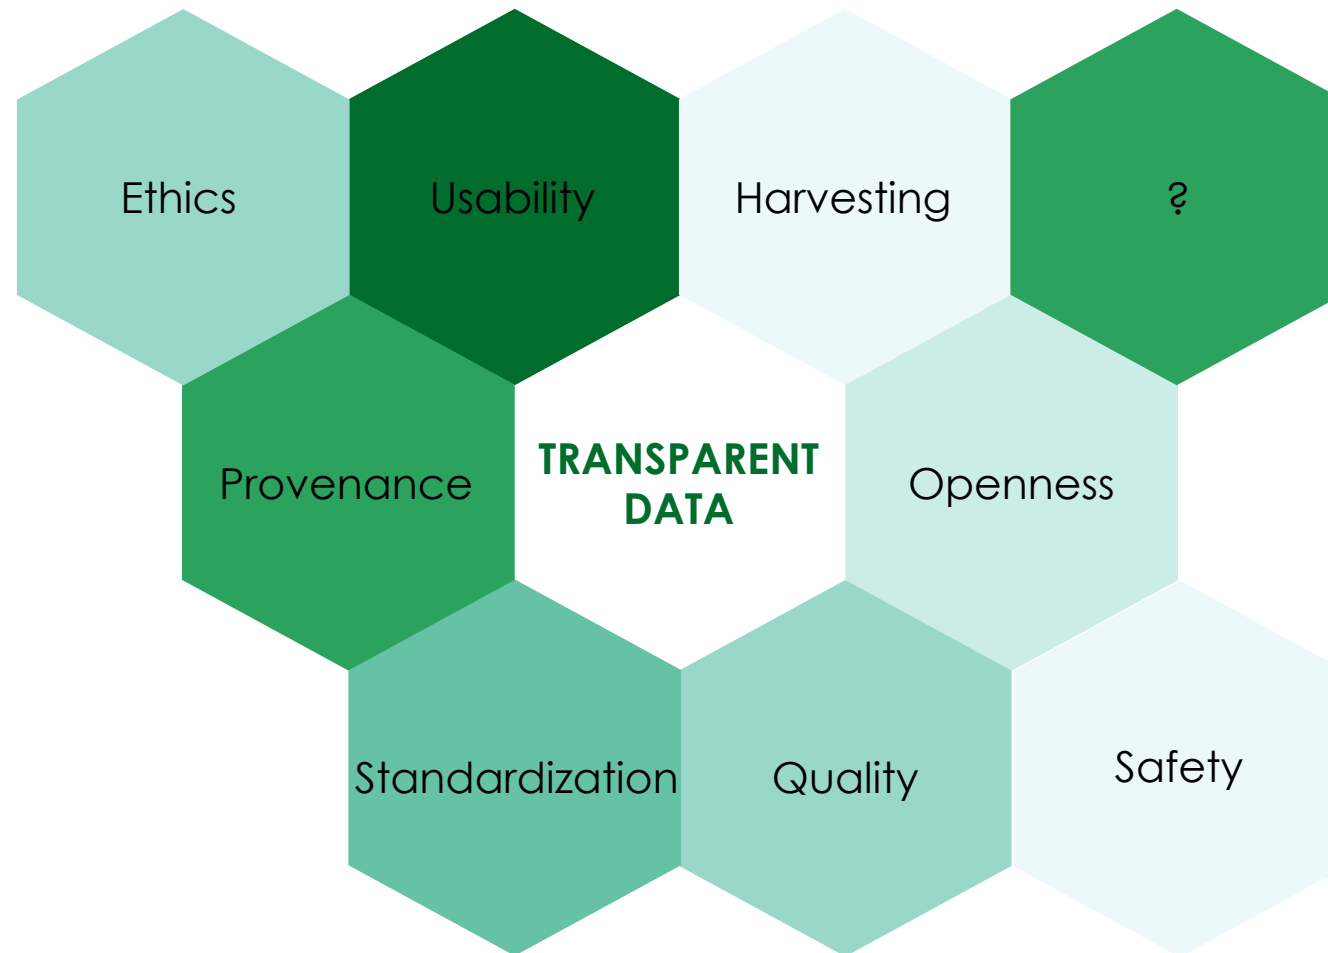 Ethics
Usability
Harvesting
?
Provenance
TRANSPARENT
DATA
Openness
Standardization
Quality
Safety